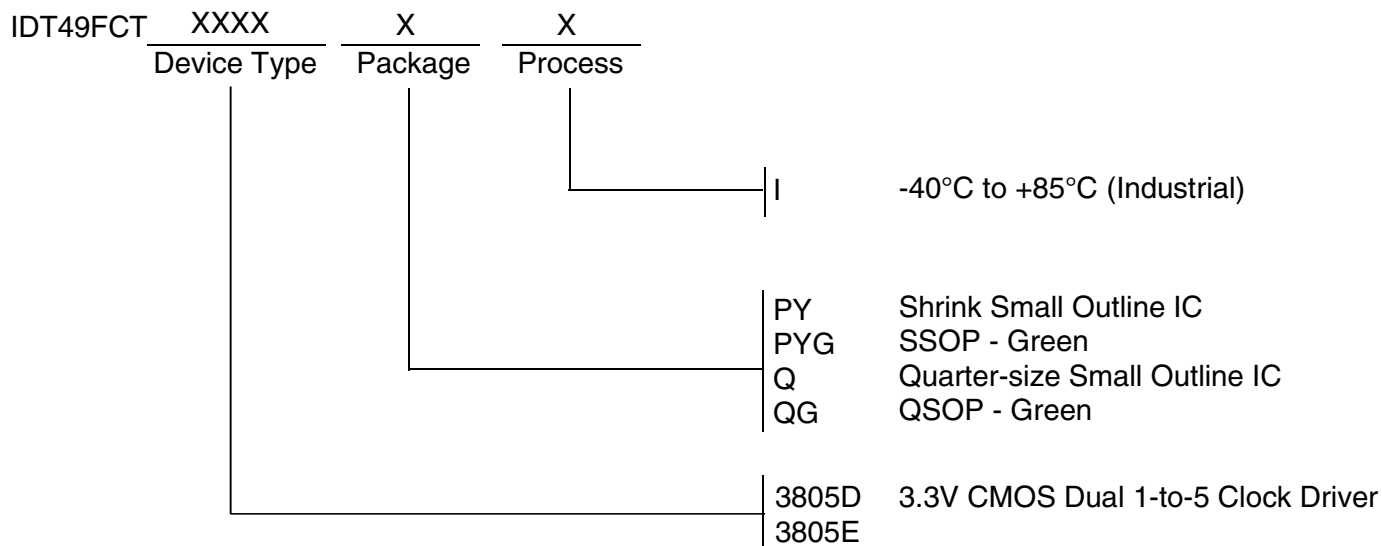 IDT49FCT XXXX X X
Device Type Package Process
I -40°C to +85°C (Industrial)
PY Shrink Small Outline IC
PYG SSOP - Green
Q Quarter-size Small Outline IC
QG QSOP - Green
3805D 3.3V CMOS Dual 1-to-5 Clock Driver
3805E